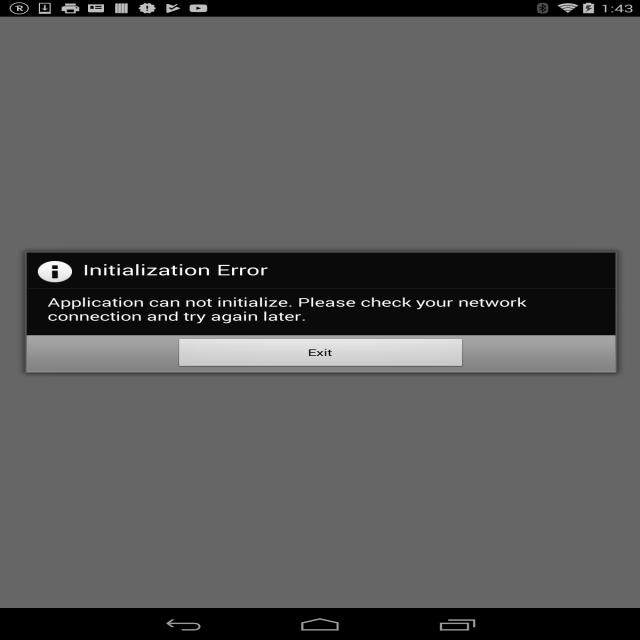 R
1:43
Initialization Error
Application can not initialize. Please check your network
connection and try again later.
Exit